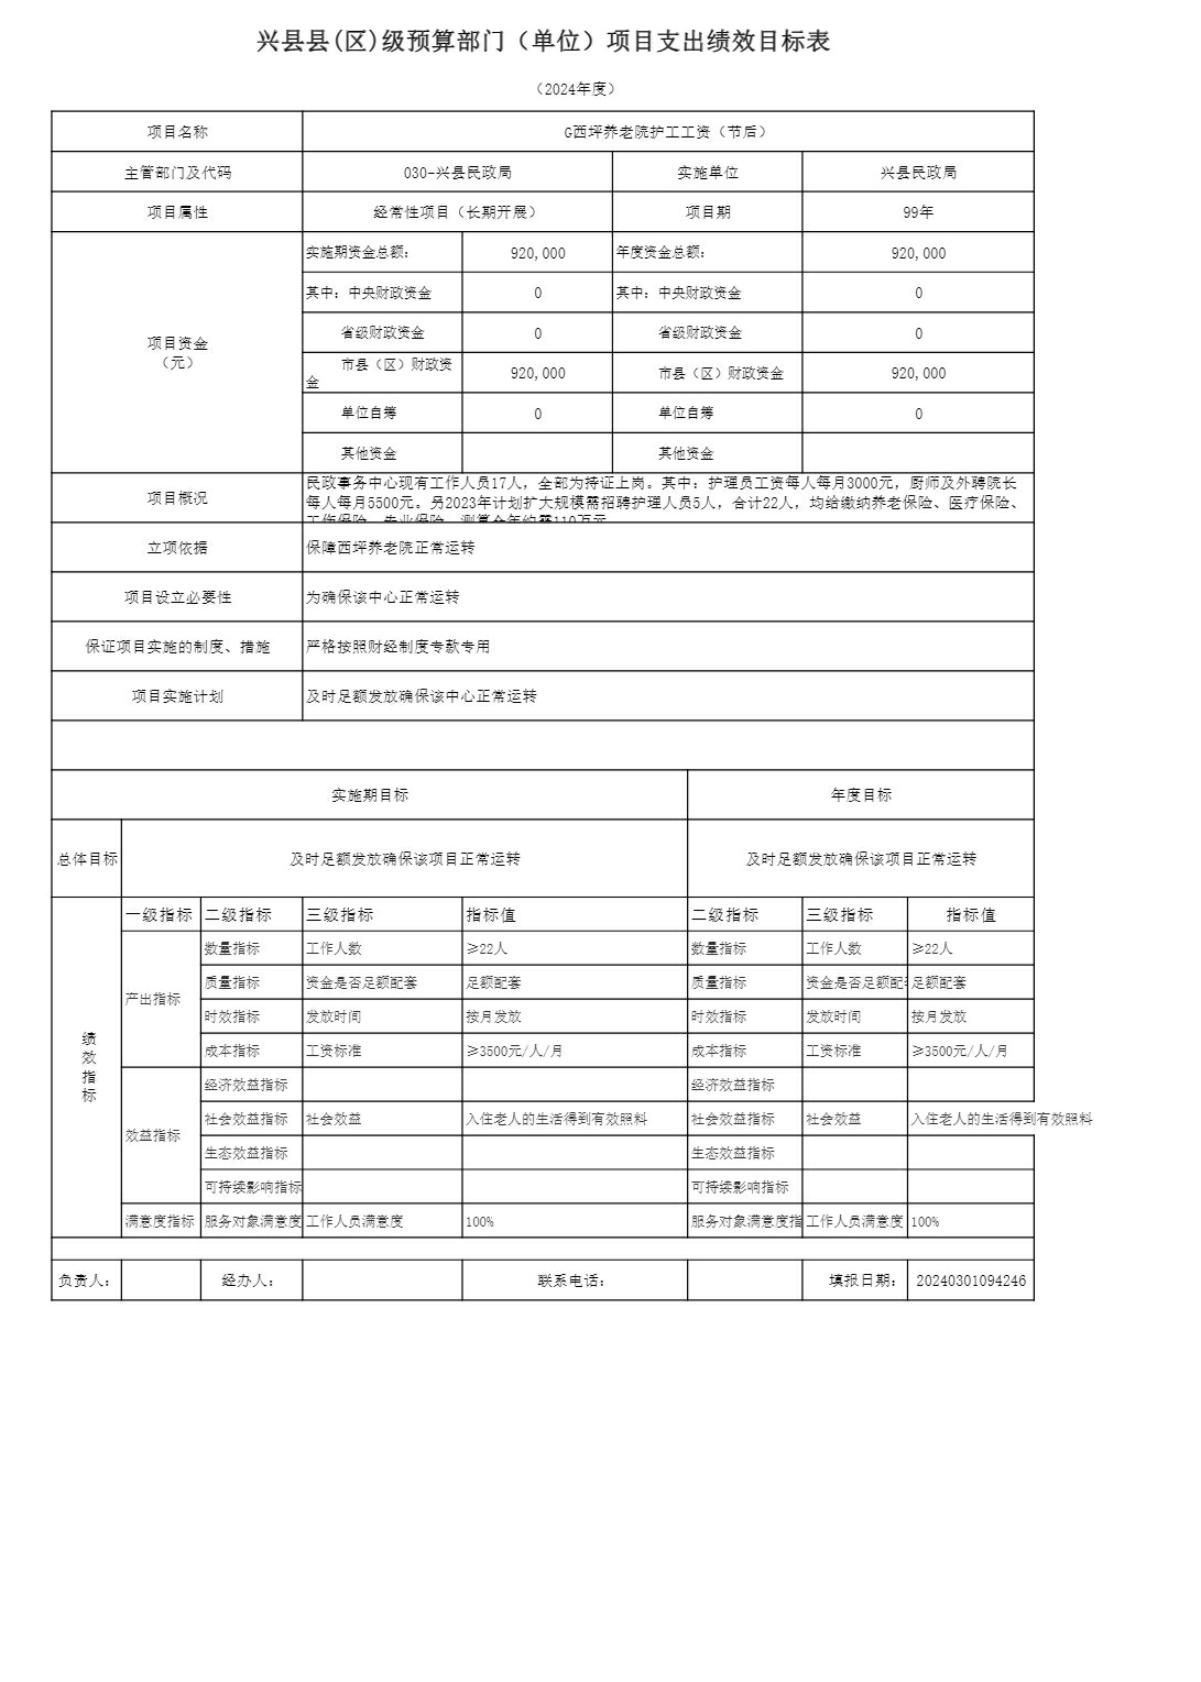 兴县县(区)级预算部门（单位）项目支出绩效目标表
（2024年度）
项目名称 G西坪养老院护工工资（节后）
主管部门及代码 030-兴县民政局 实施单位 兴县民政局
项目属性 经常性项目（长期开展） 项目期 99年
项目资金
（元）
实施期资金总额: 920,000 年度资金总额: 920,000
其中: 中央财政资金 0 其中: 中央财政资金 0
省级财政资金 0 省级财政资金 0
市县（区）财政资
金 920,000 市县（区）财政资金 920,000
单位自筹 0 单位自筹 0
其他资金 其他资金
项目概况
民政事务中心现有工作人员17人，全部为持证上岗。其中：护理员工资每人每月3000元，厨师及外聘院长
每人每月5500元。另2023年计划扩大规模需招聘护理人员5人，合计22人，均给缴纳养老保险、医疗保险、
工伤保险、失业保险，测算全年约需110万元
立项依据 保障西坪养老院正常运转
项目设立必要性 为确保该中心正常运转
保证项目实施的制度、措施 严格按照财经制度专款专用
项目实施计划 及时足额发放确保该中心正常运转
实施期目标 年度目标
总体目标 及时足额发放确保该项目正常运转 及时足额发放确保该项目正常运转
绩
效
指
标
一级指标 二级指标 三级指标 指标值 二级指标 三级指标 指标值
产出指标
数量指标 工作人数 ≥22人 数量指标 工作人数 ≥22人
质量指标 资金是否足额配套 足额配套 质量指标 资金是否足额配 足额配套
时效指标 发放时间 按月发放 时效指标 发放时间 按月发放
成本指标 工资标准 ≥3500元/人/月 成本指标 工资标准 ≥3500元/人/月
效益指标
经济效益指标 经济效益指标
社会效益指标 社会效益 入住老人的生活得到有效照料 社会效益指标 社会效益 入住老人的生活得到有效照料
生态效益指标 生态效益指标
可持续影响指标 可持续影响指标
满意度指标 服务对象满意度 工作人员满意度 100% 服务对象满意度指 工作人员满意度 100%
负责人: 经办人: 联系电话: 填报日期: 20240301094246